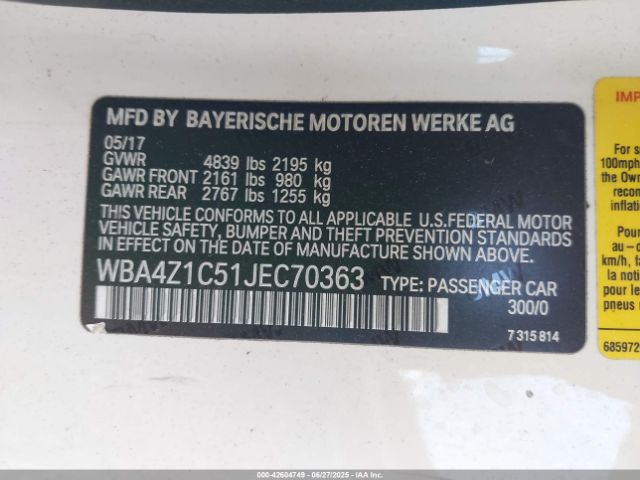 MFD BY BAYERISCHE MOTOREN WERKE AG
05/17
GVWR 4839 lbs 2195 kg
GAWR FRONT 2161 lbs 980 kg
GAWR REAR 2767 lbs 1255 kg
THIS VEHICLE CONFORMS TO ALL APPLICABLE U.S.FEDERAL MOTOR
VEHICLE SAFETY, BUMPER AND THEFT PREVENTION STANDARDS
IN EFFECT ON THE DATE OF MANUFACTURE SHOWN ABOVE.
WBA4Z1C51JEC70363 TYPE: PASSENGER CAR
300/0
7 315 814
IMP
For s
100mph
the Own
recon
inflati
Pour
au-d
km/h, fa
la noti
pour le
pneus
685972
000-42604749 | 06/27/2025 | IAA Inc. Copyright